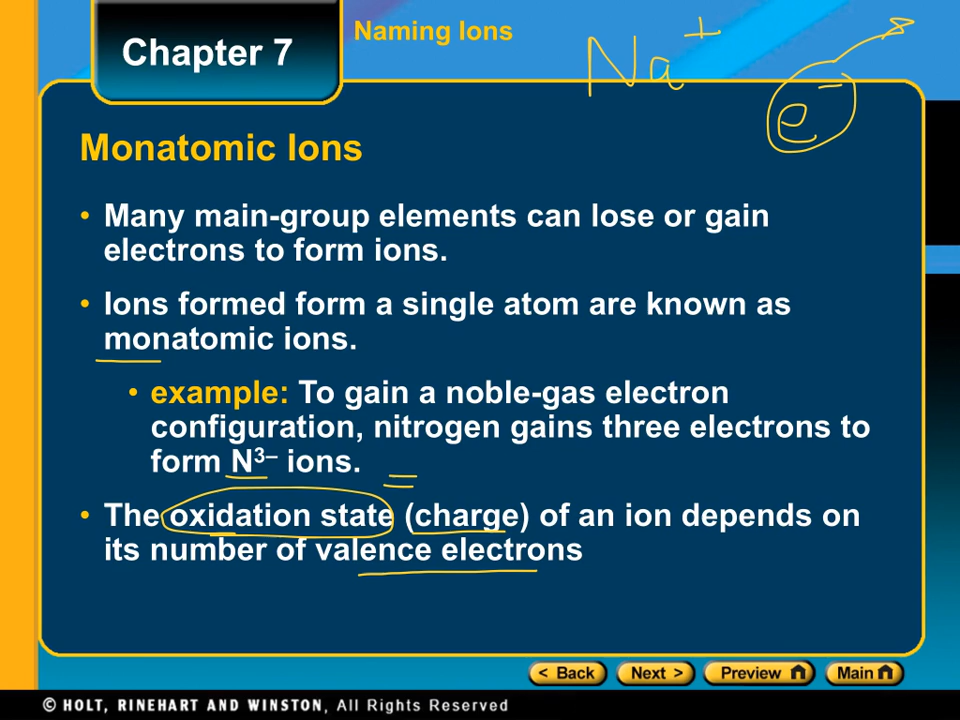 Chapter 7
Naming Ions
Na+
e−
Monatomic Ions
• Many main-group elements can lose or gain
electrons to form ions.
• Ions formed form a single atom are known as
monatomic ions.
• example: To gain a noble-gas electron
configuration, nitrogen gains three electrons to
form N³⁻ ions.
• The oxidation state (charge) of an ion depends on
its number of valence electrons
< Back
Next >
Preview
Main
© HOLT, RINEHART AND WINSTON, All Rights Reserved